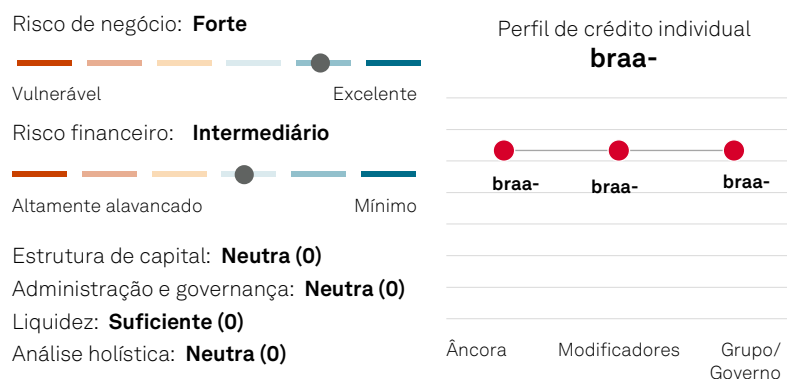 Risco de negócio: Forte
Vulnerável Excelente
Risco financeiro: Intermediário
Altamente alavancado Mínimo
Estrutura de capital: Neutra (0)
Administração e governança: Neutra (0)
Liquidez: Suficiente (0)
Análise holística: Neutra (0)
Perfil de crédito individual
braa-
braa- braa- braa-
Âncora Modificadores Grupo/
Governo